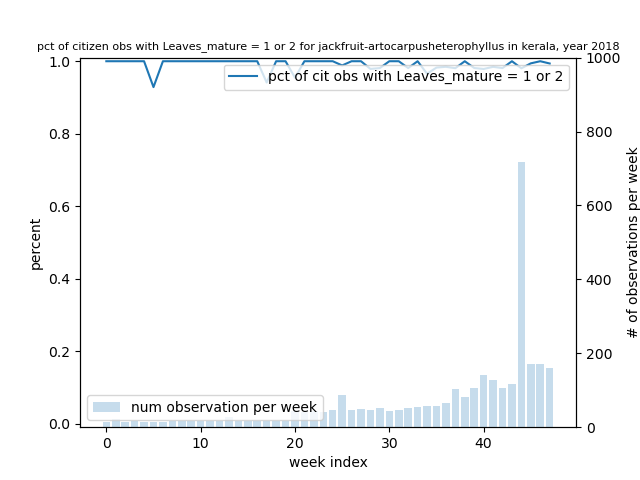 pct of citizen obs with Leaves_mature = 1 or 2 for jackfruit-artocarpusheterophyllus in kerala, year 2018
1.0
0.8
0.6
0.4
0.2
0.0
percent
pct of cit obs with Leaves_mature = 1 or 2
num observation per week
1000
800
600
400
200
0
# of observations per week
0 10 20 30 40
week index